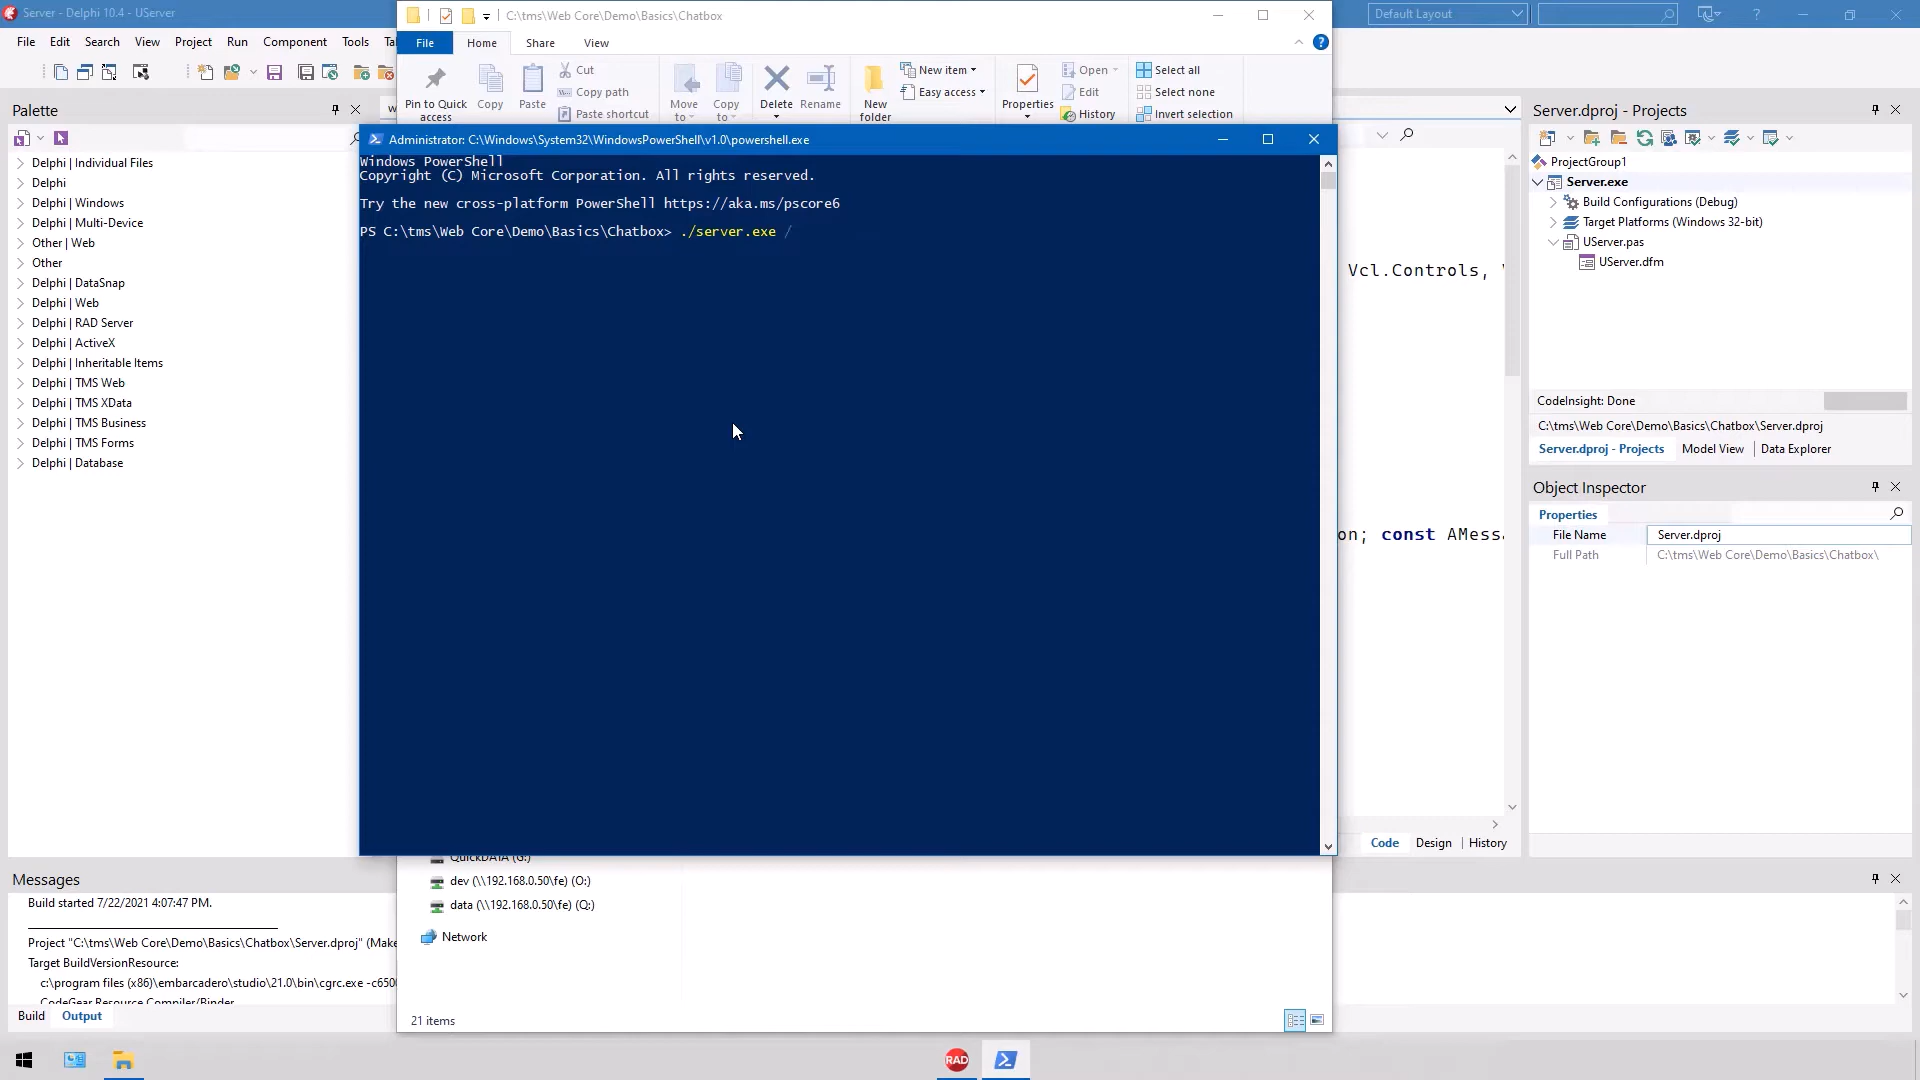 Server - Delphi 10.4 - UServer
Default Layout
File Edit Search View Project Run Component Tools
C:\tms\Web Core\Demo\Basics\Chatbox
File Home Share View
Pin to Quick access
Copy
Paste
Cut
Copy path
Paste shortcut
Move to
Copy to
Delete
Rename
New folder
New item
Easy access
Properties
Open
Edit
History
Select all
Select none
Invert selection
Palette
Delphi | Individual Files
Delphi
Delphi | Windows
Delphi | Multi-Device
Other | Web
Other
Delphi | DataSnap
Delphi | Web
Delphi | RAD Server
Delphi | ActiveX
Delphi | Inheritable Items
Delphi | TMS Web
Delphi | TMS XData
Delphi | TMS Business
Delphi | TMS Forms
Delphi | Database
Administrator: C:\Windows\System32\WindowsPowerShell\v1.0\powershell.exe
Windows PowerShell
Copyright (C) Microsoft Corporation. All rights reserved.
Try the new cross-platform PowerShell https://aka.ms/pscore6
PS C:\tms\Web Core\Demo\Basics\Chatbox> ./server.exe /
Vcl.Controls,
on; const AMess
Code Design History
Server.dproj - Projects
ProjectGroup1
Server.exe
Build Configurations (Debug)
Target Platforms (Windows 32-bit)
UServer.pas
UServer.dfm
CodeInsight: Done
C:\tms\Web Core\Demo\Basics\Chatbox\Server.dproj
Server.dproj - Projects Model View Data Explorer
Object Inspector
Properties
File Name Server.dproj
Full Path C:\tms\Web Core\Demo\Basics\Chatbox\
QuickDATA (G:)
dev (\\192.168.0.50\fe) (O:)
data (\\192.168.0.50\fe) (Q:)
Network
21 items
Messages
Build started 7/22/2021 4:07:47 PM.
Project "C:\tms\Web Core\Demo\Basics\Chatbox\Server.dproj" (Make
Target BuildVersionResource:
c:\program files (x86)\embarcadero\studio\21.0\bin\cgrc.exe -c650
CodeGear Resource Compiler/Binder
Build Output
RAD